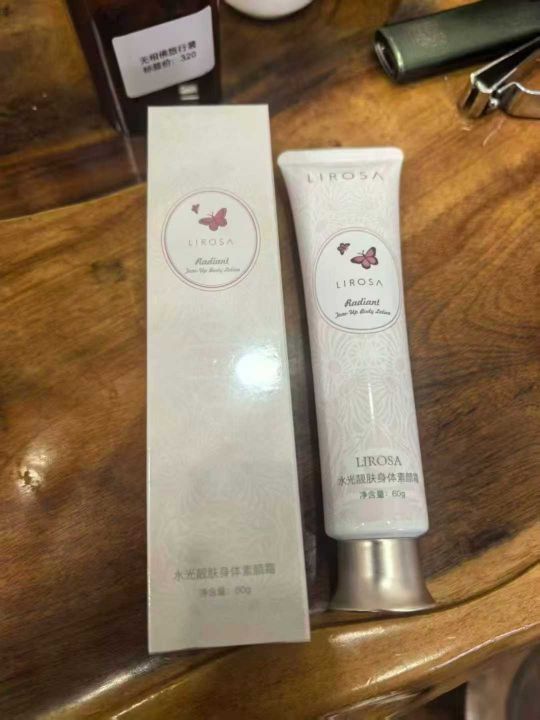 无相佛旅行装
标签价：320
LIROSA
Radiant
Tone-Up Body Lotion
水光靓肤身体素颜霜
净含量：60g
LIROSA
LIROSA
Radiant
Tone-Up Body Lotion
LIROSA
水光靓肤身体素颜霜
净含量：60g